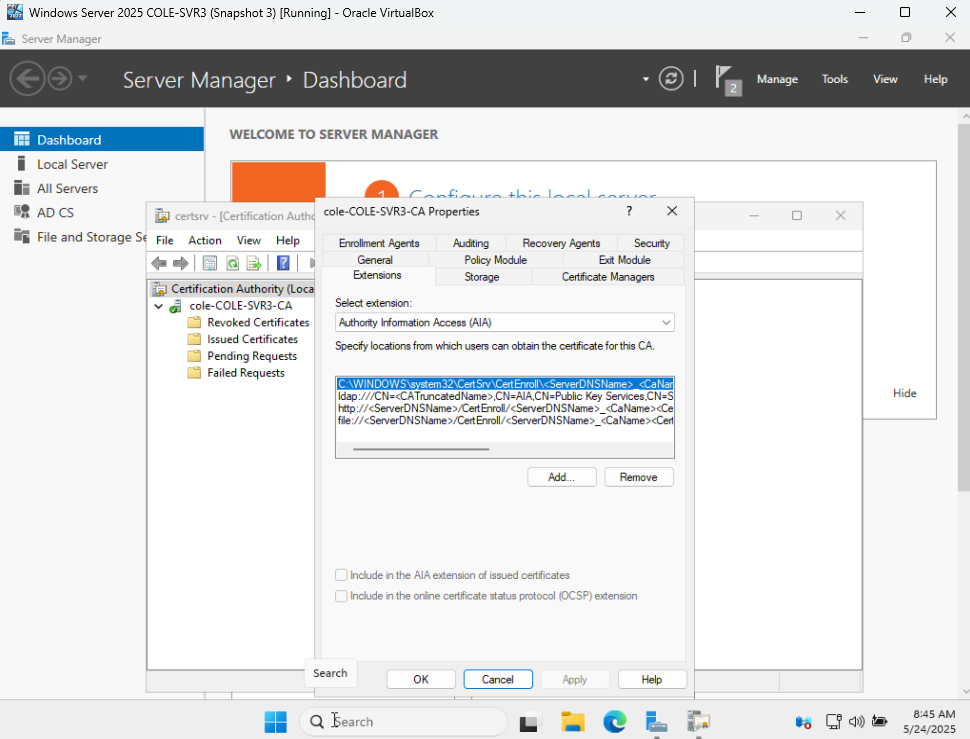 Windows Server 2025 COLE-SVR3 (Snapshot 3) [Running] - Oracle VirtualBox
Server Manager
Server Manager ‣ Dashboard
2
Manage
Tools
View
Help
Dashboard
Local Server
All Servers
AD CS
File and Storage Se
WELCOME TO SERVER MANAGER
1
Configure this local server
Hide
certsrv - [Certification Autho
File
Action
View
Help
Certification Authority (Loca
cole-COLE-SVR3-CA
Revoked Certificates
Issued Certificates
Pending Requests
Failed Requests
cole-COLE-SVR3-CA Properties
?
Enrollment Agents
Auditing
Recovery Agents
Security
General
Policy Module
Exit Module
Extensions
Storage
Certificate Managers
Select extension:
Authority Information Access (AIA)
Specify locations from which users can obtain the certificate for this CA.
C:\WINDOWS\system32\CertSrv\CertEnroll\<ServerDNSName>_<CaNam
ldap:///CN=<CATruncatedName>,CN=AIA,CN=Public Key Services,CN=S
http://<ServerDNSName>/CertEnroll/<ServerDNSName>_<CaName><Ce
file://<ServerDNSName>/CertEnroll/<ServerDNSName>_<CaName><Cert
Add...
Remove
Include in the AIA extension of issued certificates
Include in the online certificate status protocol (OCSP) extension
Search
OK
Cancel
Apply
Help
Search
8:45 AM
5/24/2025